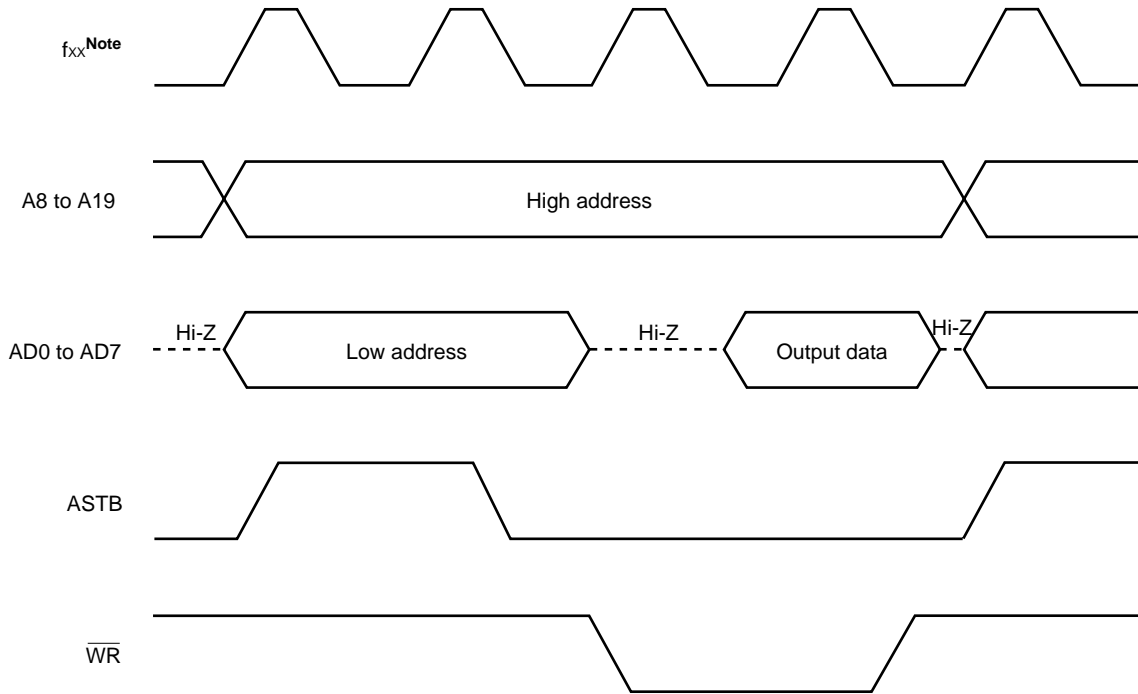 fXXNote
A8 to A19
High address
AD0 to AD7
Hi-Z
Low address
Hi-Z
Output data
Hi-Z
ASTB
WR